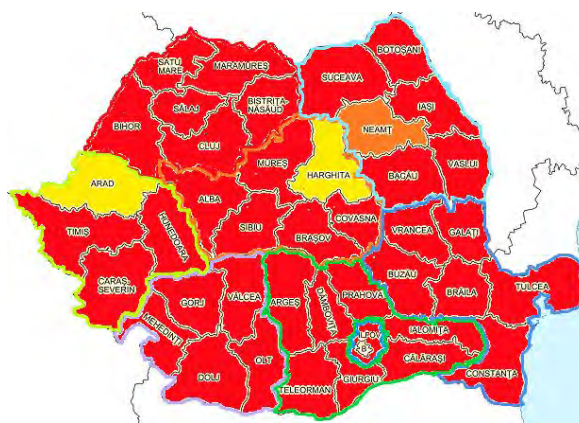 BOTOȘANI
SATU
MARE
MARAMUREȘ
SUCEAVA
SĂLAJ
BISTRIȚA-
NĂSĂUD
IAȘI
BIHOR
NEAMȚ
CLUJ
MUREȘ
HARGHITA
BACĂU
VASLUI
ARAD
ALBA
COVASNA
TIMIȘ
HUNEDOARA
SIBIU
BRAȘOV
VRANCEA
GALAȚI
CARAȘ
SEVERIN
BUZĂU
TULCEA
GORJ
VÂLCEA
ARGEȘ
DÂMBOVIȚA
PRAHOVA
BRĂILA
MEHEDINȚI
ILFOV
B
IALOMIȚA
CĂLĂRAȘI
DOLJ
OLT
TELEORMAN
GIURGIU
CONSTANȚA